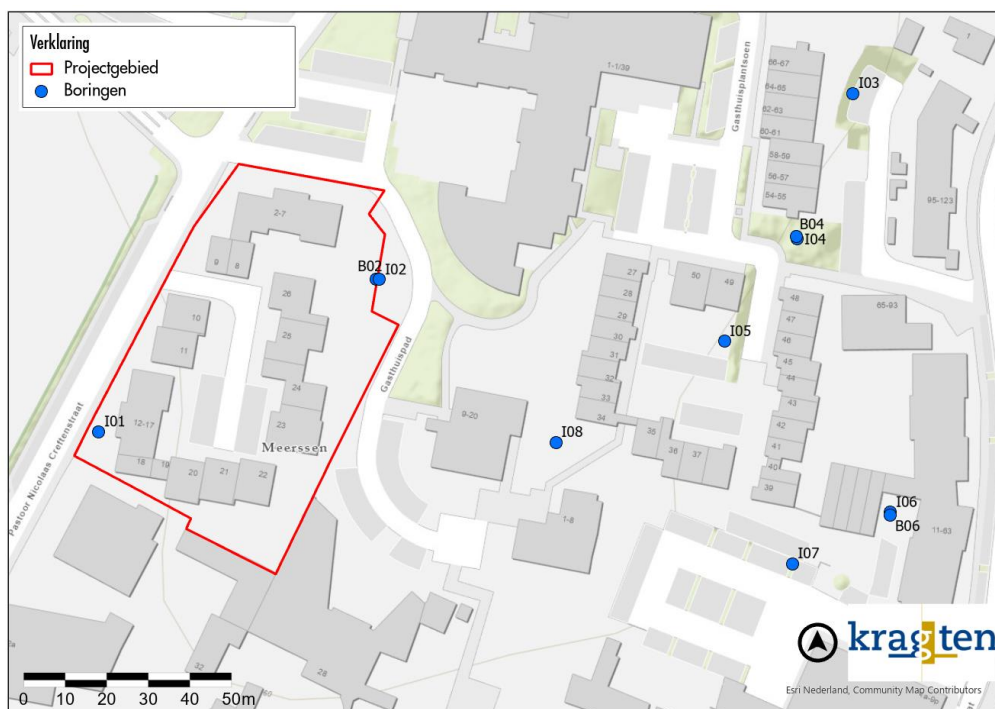 Verklaring
Projectgebied
Boringen
1-1/39
Gasthuisplantsoen
66-67
64-65
62-63
60-61
58-59
56-57
54-55
1
I03
95-123
B04
I04
2-7
9
8
B02
I02
26
25
24
23
10
11
Gasthuispad
27
28
29
30
31
32
33
34
50
49
I05
48
47
46
45
44
43
42
41
40
39
65-93
I01
12-17
Meerssen
18
19
20
21
22
Pastoor Nicolaas Creftenstraat
9-20
I08
35
36
37
1-8
I06
B06
11-63
I07
32
28
60
0 10 20 30 40 50m
kragten
Esri Nederland, Community Map Contributors